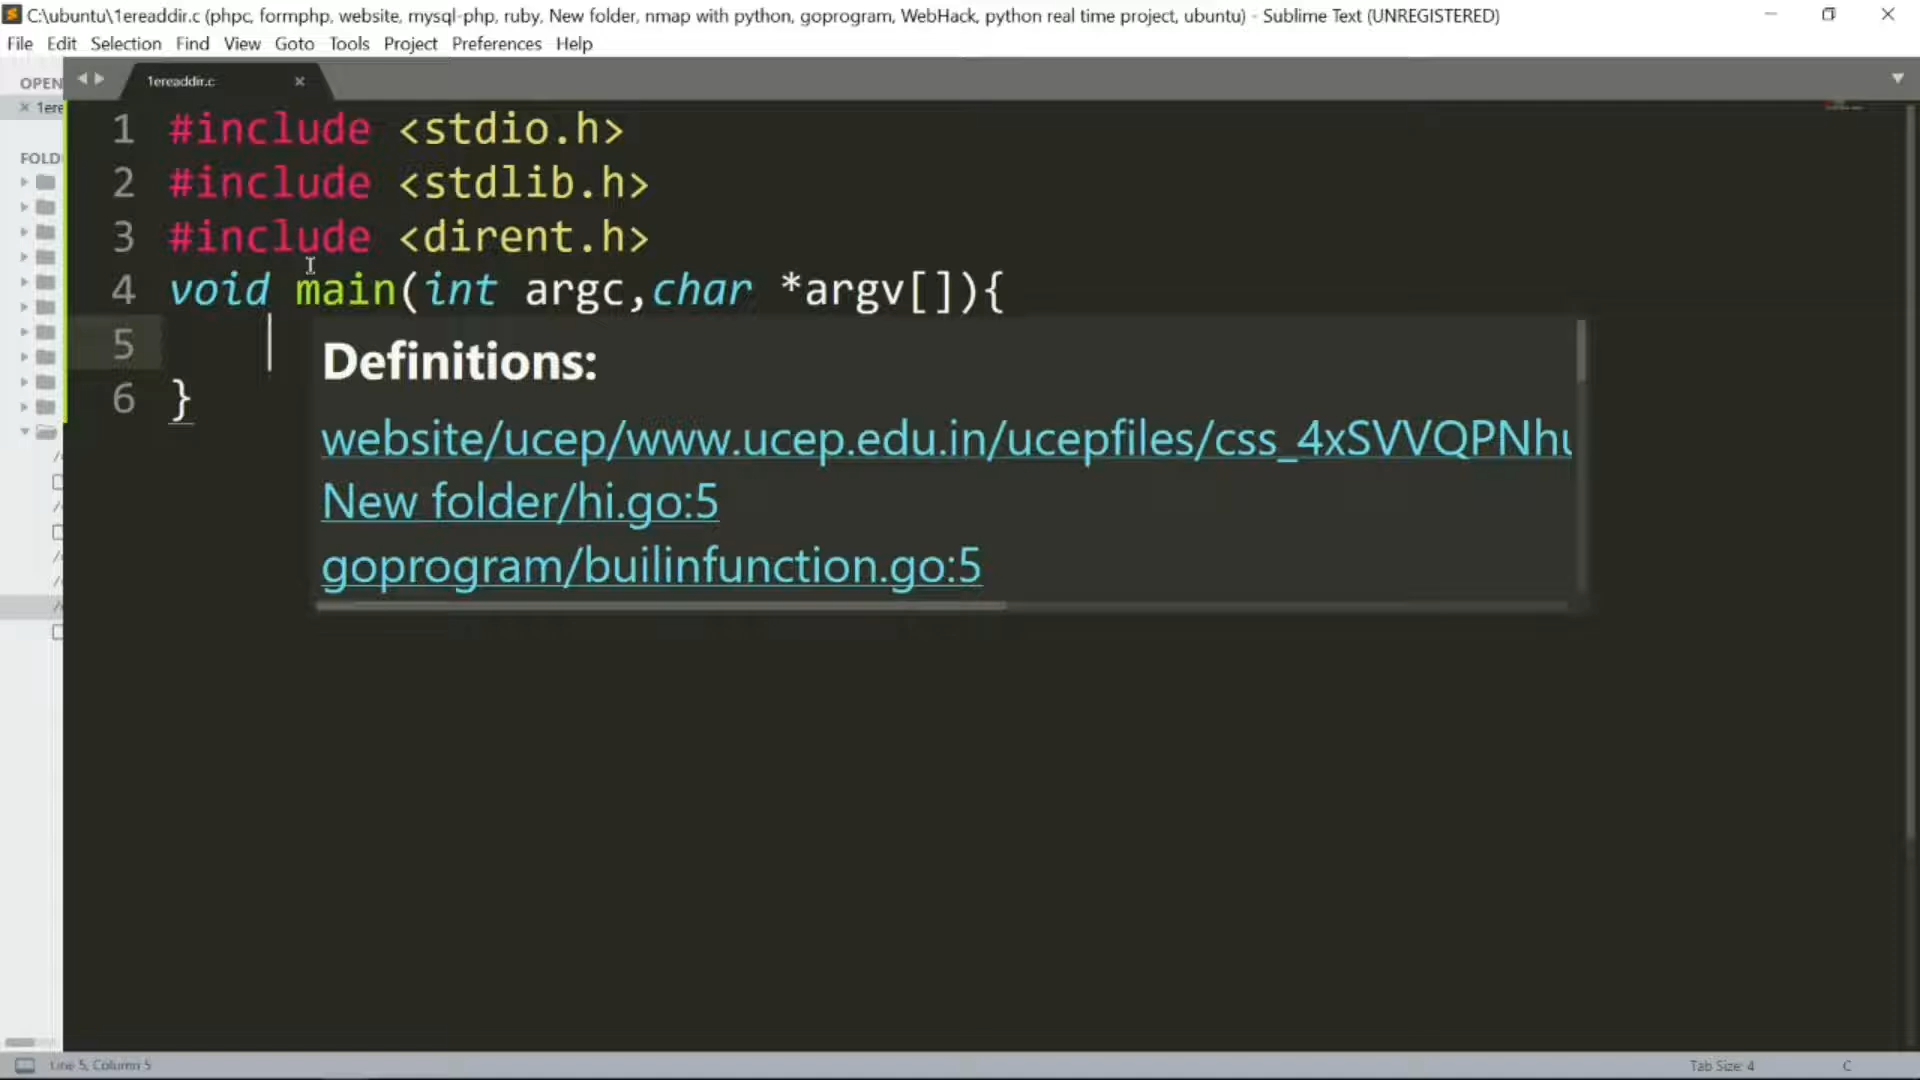 C:\ubuntu\1ereaddir.c (phpc, formphp, website, mysql-php, ruby, New folder, nmap with python, goprogram, WebHack, python real time project, ubuntu) - Sublime Text (UNREGISTERED)
File Edit Selection Find View Goto Tools Project Preferences Help
OPEN
1ere
1ereaddir.c
FOLD
1 #include <stdio.h>
2 #include <stdlib.h>
3 #include <dirent.h>
4 void main(int argc,char *argv[]){
5
6 }
Definitions:
website/ucep/www.ucep.edu.in/ucepfiles/css_4xSVVQPNhu
New folder/hi.go:5
goprogram/builinfunction.go:5
Line 5, Column 5
Tab Size: 4
C